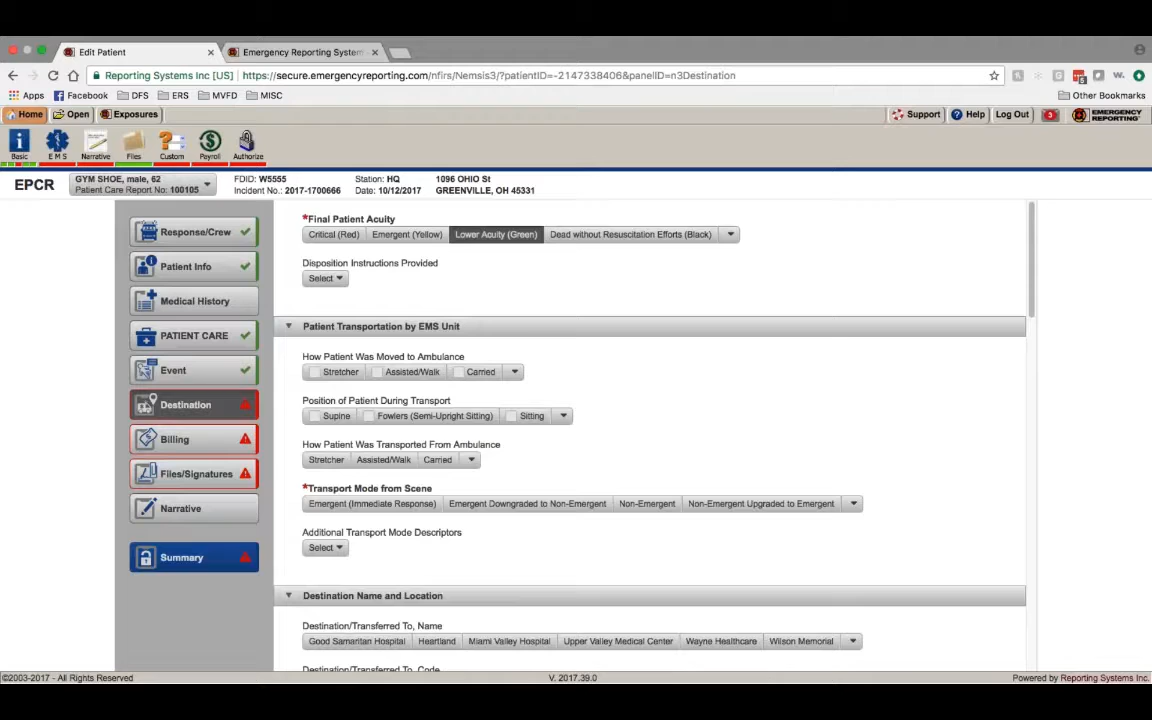 Edit Patient
Emergency Reporting System
Reporting Systems Inc [US] https://secure.emergencyreporting.com/nfirs/Nemsis3/?patientID=-2147338406&panelID=n3Destination
Apps Facebook DFS ERS MVFD MISC Other Bookmarks
Home Open Exposures Support Help Log Out EMERGENCY REPORTING
Basic EMS Narrative Files Custom Payroll Authorize
EPCR
GYM SHOE, male, 62
Patient Care Report No: 100105
FDID: W5555
Incident No.: 2017-1700666
Station: HQ
Date: 10/12/2017
1096 OHIO St
GREENVILLE, OH 45331
Response/Crew
Patient Info
Medical History
PATIENT CARE
Event
Destination
Billing
Files/Signatures
Narrative
Summary
*Final Patient Acuity
Critical (Red) Emergent (Yellow) Lower Acuity (Green) Dead without Resuscitation Efforts (Black)
Disposition Instructions Provided
Select
Patient Transportation by EMS Unit
How Patient Was Moved to Ambulance
Stretcher Assisted/Walk Carried
Position of Patient During Transport
Supine Fowlers (Semi-Upright Sitting) Sitting
How Patient Was Transported From Ambulance
Stretcher Assisted/Walk Carried
*Transport Mode from Scene
Emergent (Immediate Response) Emergent Downgraded to Non-Emergent Non-Emergent Non-Emergent Upgraded to Emergent
Additional Transport Mode Descriptors
Select
Destination Name and Location
Destination/Transferred To, Name
Good Samaritan Hospital Heartland Miami Valley Hospital Upper Valley Medical Center Wayne Healthcare Wilson Memorial
Destination/Transferred To, Code
©2003-2017 - All Rights Reserved V. 2017.39.0 Powered by Reporting Systems Inc.